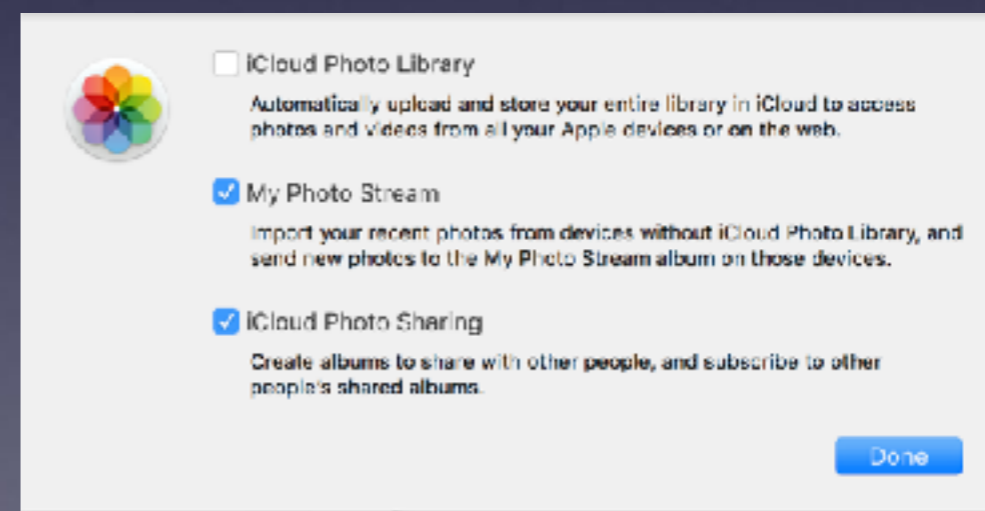 iCloud Photo Library
Automatically upload and store your entire library in iCloud to access
photos and videos from all your Apple devices or on the web.
My Photo Stream
Import your recent photos from devices without iCloud Photo Library, and
send new photos to the My Photo Stream album on those devices.
iCloud Photo Sharing
Create albums to share with other people, and subscribe to other
people's shared albums.
Done